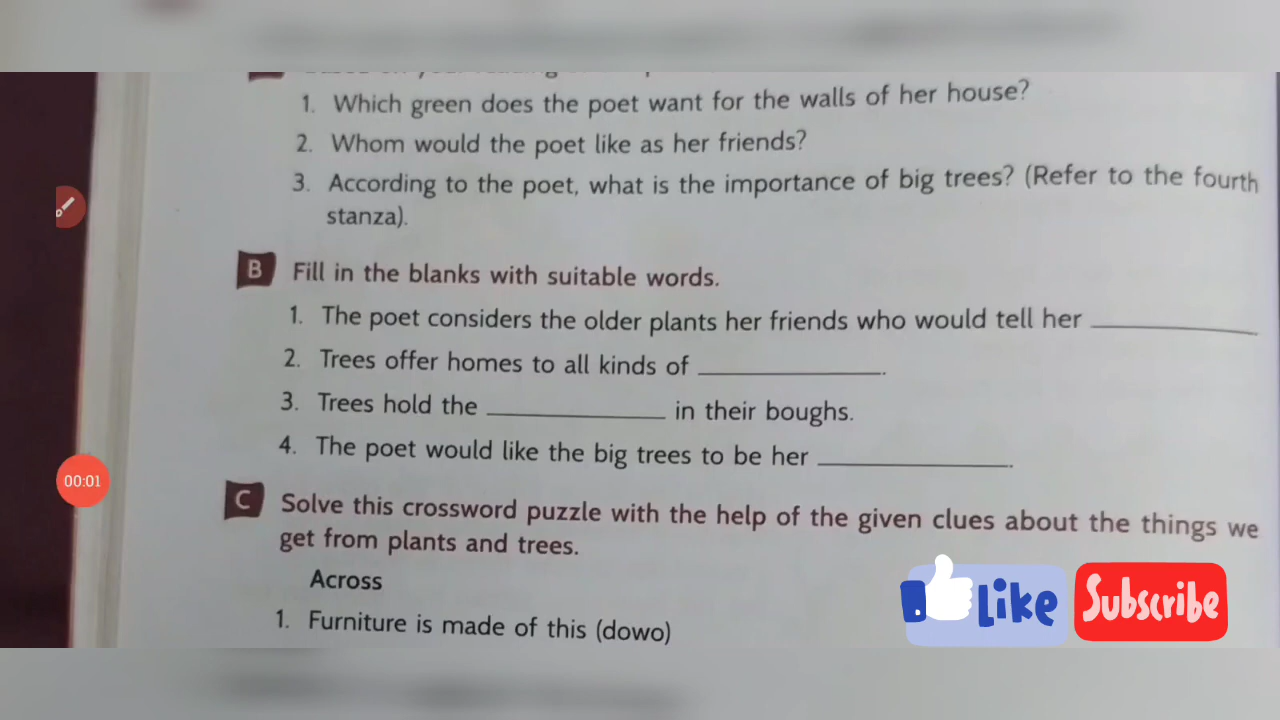 1. Which green does the poet want for the walls of her house?
2. Whom would the poet like as her friends?
3. According to the poet, what is the importance of big trees? (Refer to the fourth
stanza).
B Fill in the blanks with suitable words.
1. The poet considers the older plants her friends who would tell her ____________
2. Trees offer homes to all kinds of ____________.
3. Trees hold the ____________ in their boughs.
4. The poet would like the big trees to be her ____________.
00:01
C Solve this crossword puzzle with the help of the given clues about the things we
get from plants and trees.
Across
1. Furniture is made of this (dowo)
Like
Subscribe